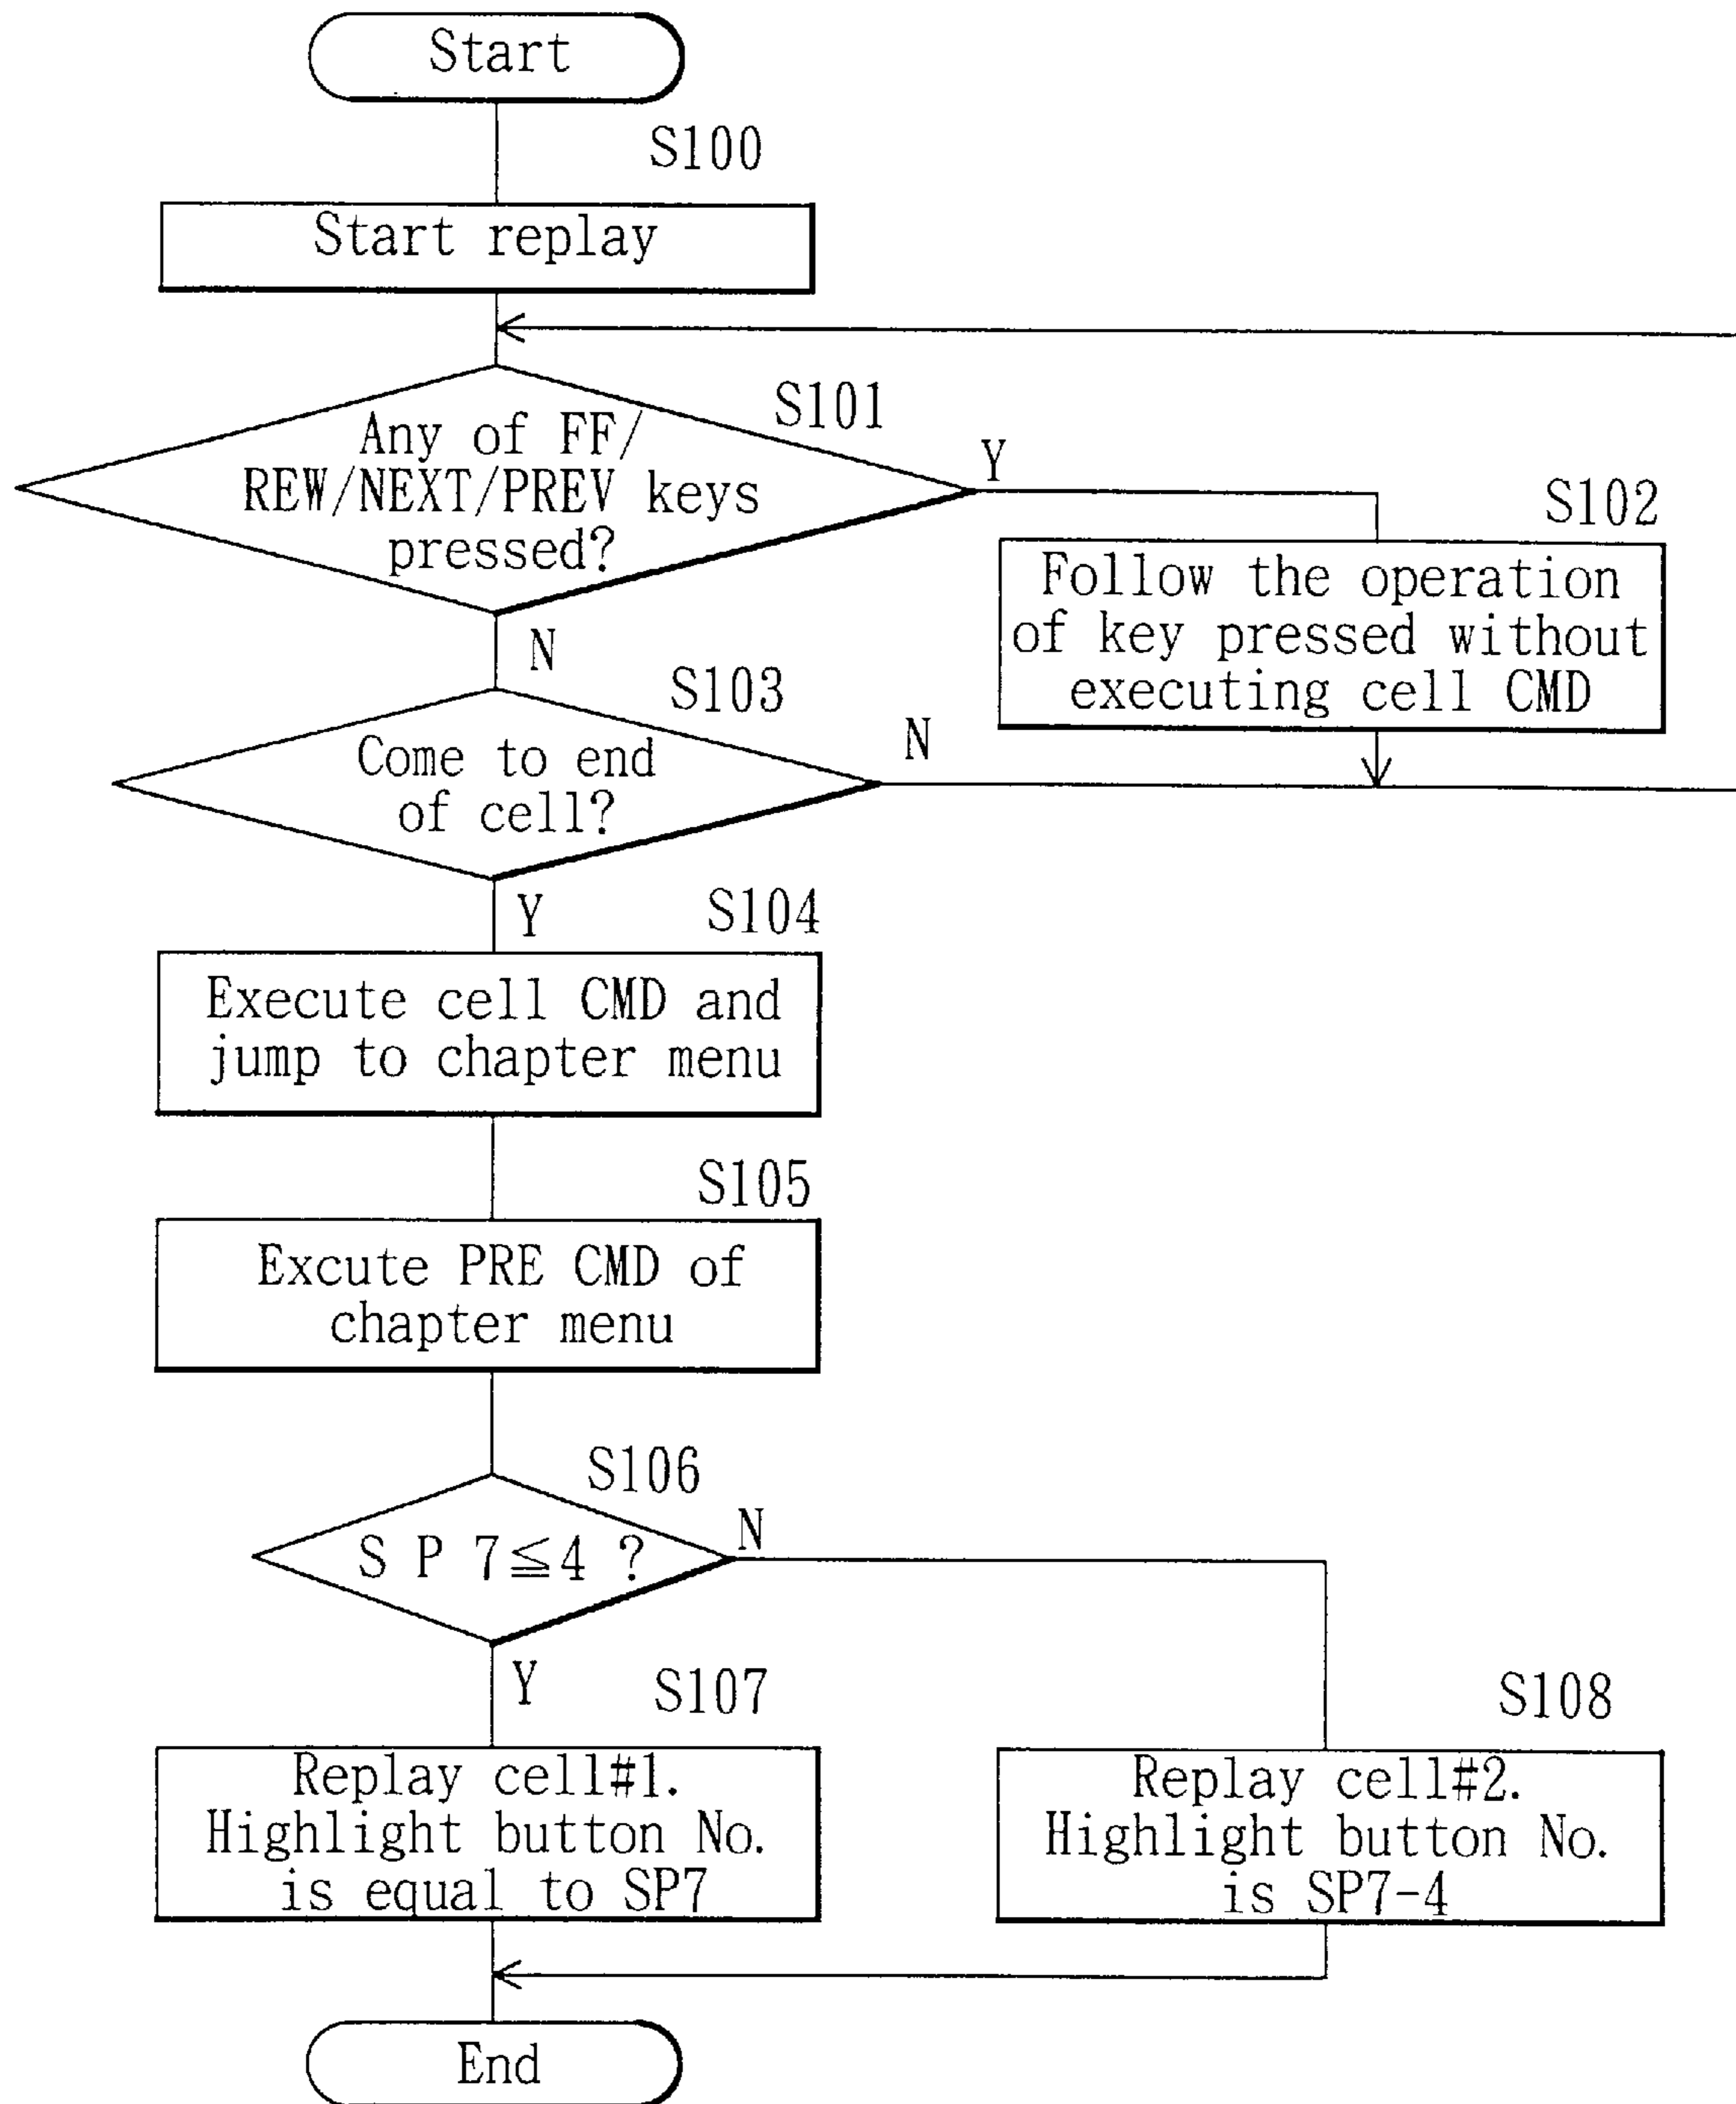 Start
S100
Start replay
S101
Any of FF/
REW/NEXT/PREV keys
pressed?
Y
N
S102
Follow the operation
of key pressed without
executing cell CMD
S103
Come to end
of cell?
N
Y
S104
Execute cell CMD and
jump to chapter menu
S105
Excute PRE CMD of
chapter menu
S106
S P 7≦4 ?
N
Y
S107
Replay cell#1.
Highlight button No.
is equal to SP7
S108
Replay cell#2.
Highlight button No.
is SP7-4
End